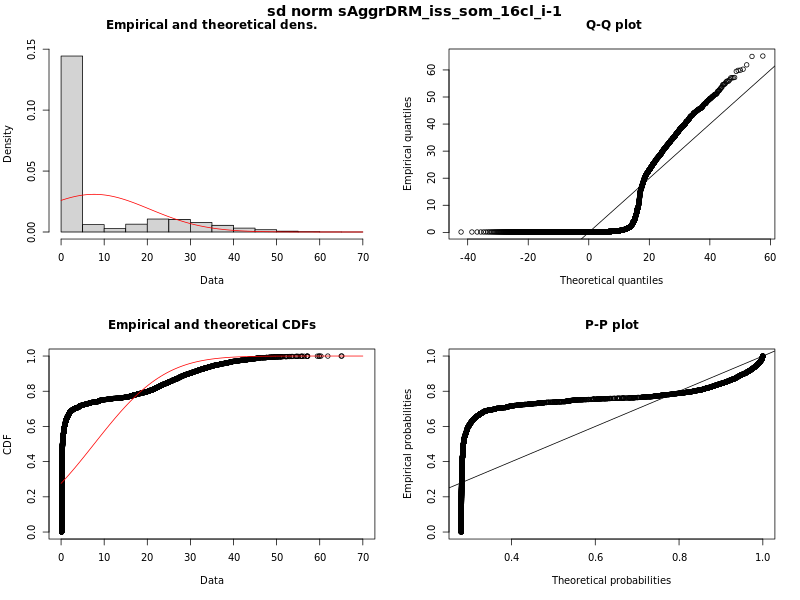 sd norm sAggrDRM_iss_som_16cl_i-1
Empirical and theoretical dens.
Density
0.00 0.05 0.10 0.15
0 10 20 30 40 50 60 70
Data
Q-Q plot
Empirical quantiles
0 10 20 30 40 50 60
-40 -20 0 20 40 60
Theoretical quantiles
Empirical and theoretical CDFs
CDF
0.0 0.2 0.4 0.6 0.8 1.0
0 10 20 30 40 50 60 70
Data
P-P plot
Empirical probabilities
0.0 0.2 0.4 0.6 0.8 1.0
0.4 0.6 0.8 1.0
Theoretical probabilities